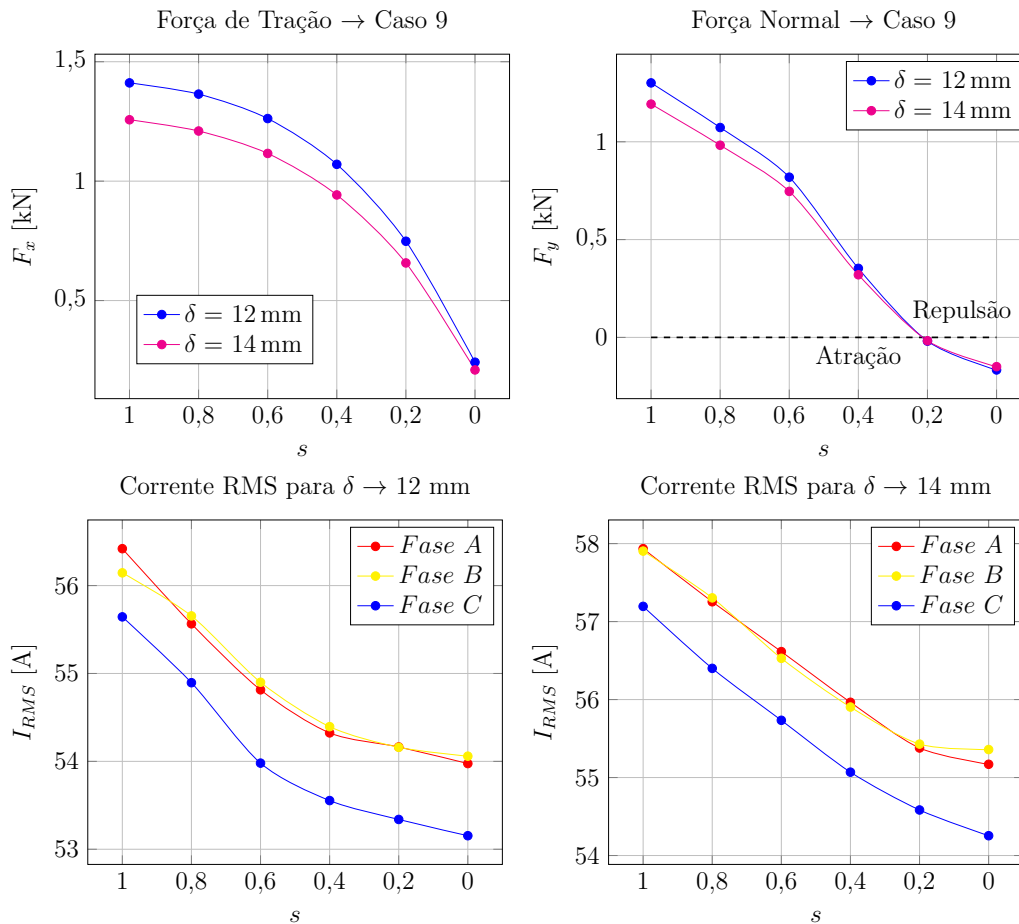 Força de Tração → Caso 9
1,5
1
0,5
F_x [kN]
δ = 12 mm
δ = 14 mm
1 0,8 0,6 0,4 0,2 0
s
Força Normal → Caso 9
1
0,5
0
F_y [kN]
δ = 12 mm
δ = 14 mm
Repulsão
Atração
1 0,8 0,6 0,4 0,2 0
s
Corrente RMS para δ → 12 mm
56
55
54
53
I_{RMS} [A]
Fase A
Fase B
Fase C
1 0,8 0,6 0,4 0,2 0
s
Corrente RMS para δ → 14 mm
58
57
56
55
54
I_{RMS} [A]
Fase A
Fase B
Fase C
1 0,8 0,6 0,4 0,2 0
s